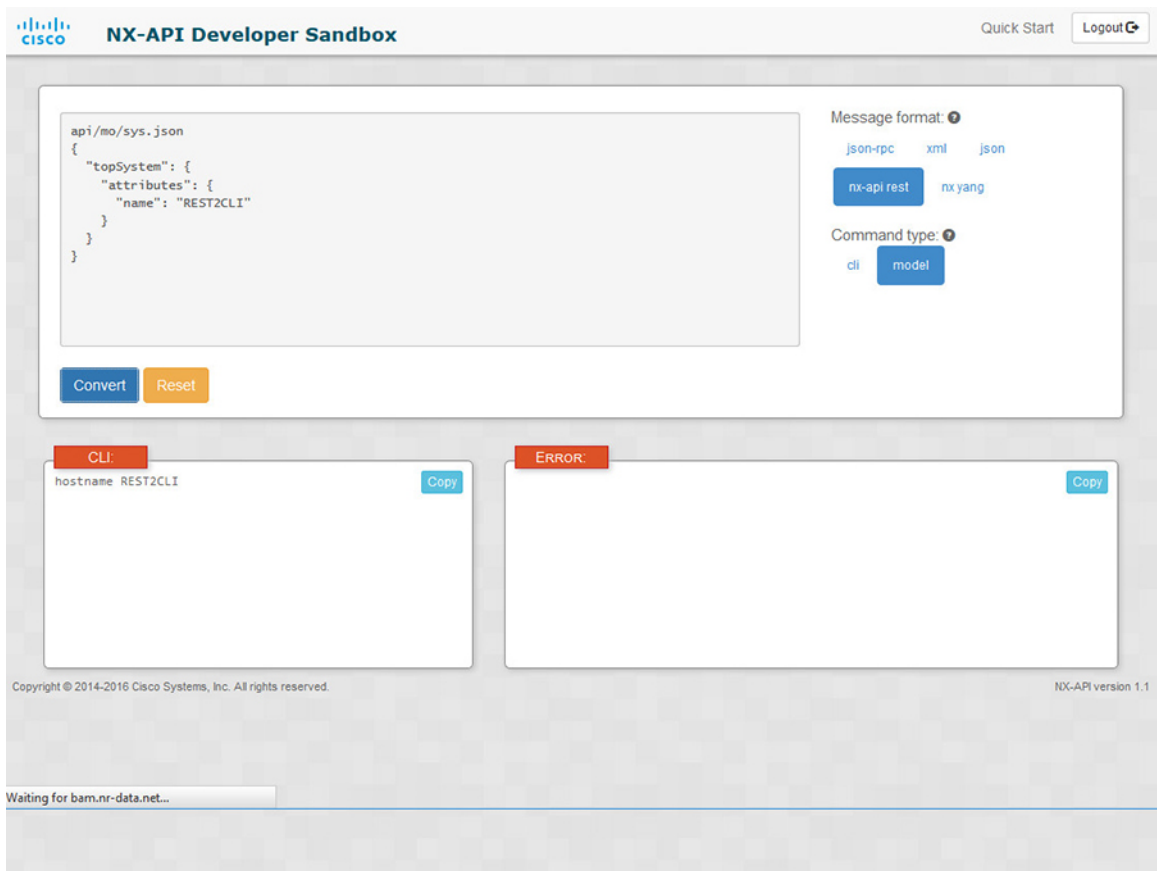 CISCO
NX-API Developer Sandbox
Quick Start
Logout
api/mo/sys.json
{
  "topSystem": {
    "attributes": {
      "name": "REST2CLI"
    }
  }
}
Message format:
json-rpc xml json
nx-api rest nx yang
Command type:
cli model
Convert Reset
CLI:
hostname REST2CLI
Copy
ERROR:
Copy
Copyright © 2014-2016 Cisco Systems, Inc. All rights reserved.
NX-API version 1.1
Waiting for bam.nr-data.net...